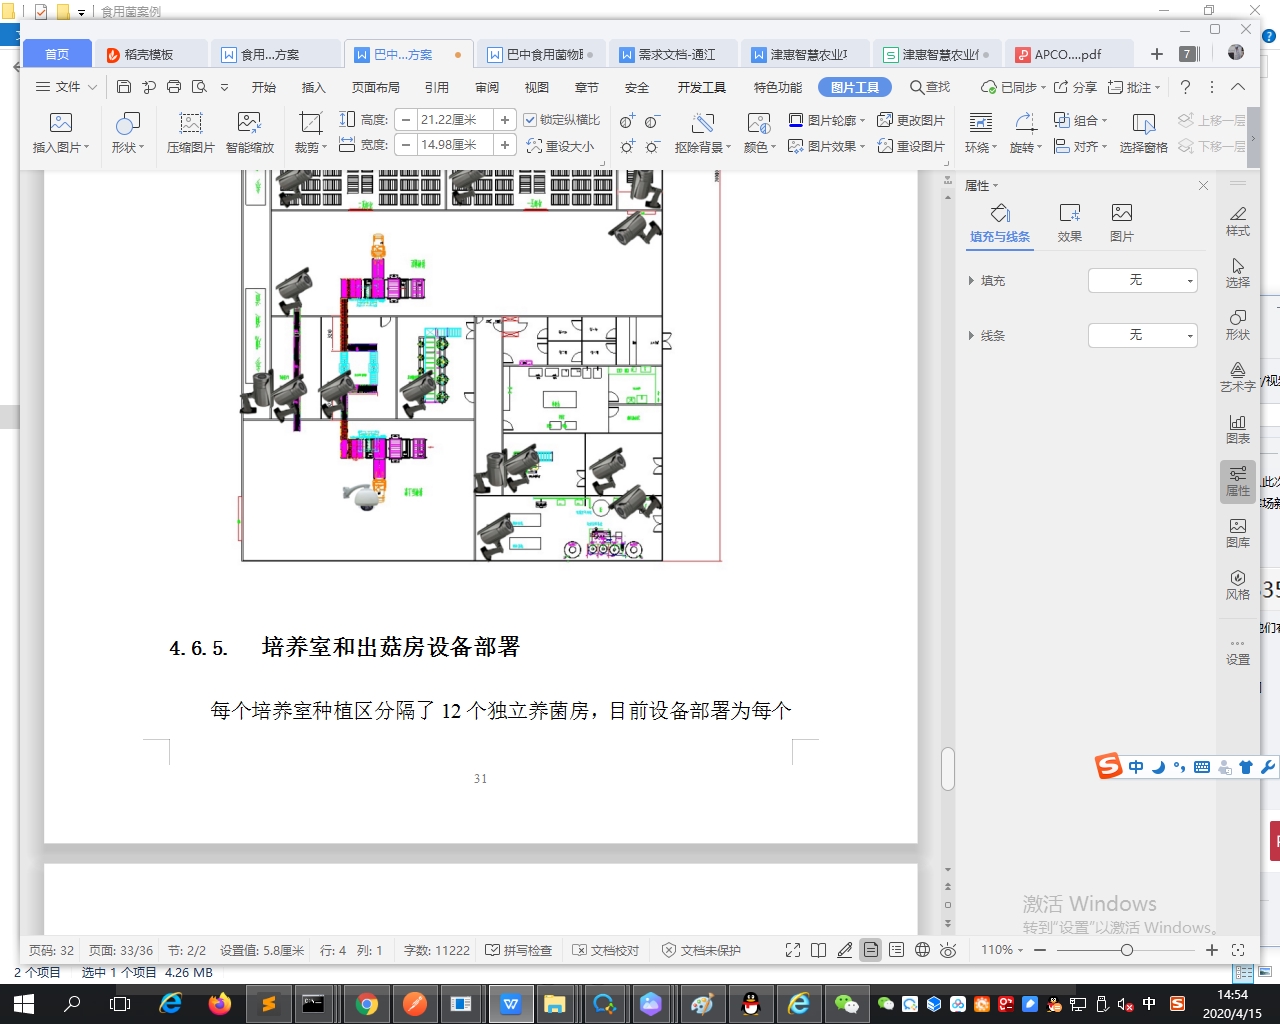 食用菌案例
首页
稻壳模板
食用...方案
巴中...方案
巴中食用菌物联
需求文档-通江
津惠智慧农业项
津惠智慧农业
APCO....pdf
7
文件
开始
插入
页面布局
引用
审阅
视图
章节
安全
开发工具
特色功能
图片工具
查找
已同步
分享
批注
插入图片
形状
压缩图片
智能缩放
裁剪
高度:
21.22厘米
锁定纵横比
宽度:
14.98厘米
重设大小
抠除背景
颜色
图片轮廓
更改图片
图片效果
重设图片
环绕
旋转
组合
对齐
选择窗格
上移一层
下移一层
属性
填充与线条
效果
图片
填充
无
线条
无
样式
选择
形状
艺术字
图表
属性
图库
风格
设置
4.6.5. 培养室和出菇房设备部署
每个培养室种植区分隔了 12 个独立养菌房，目前设备部署为每个
31
中
激活 Windows
转到“设置”以激活 Windows。
页码: 32
页面: 33/36
节: 2/2
设置值: 5.8厘米
行: 4
列: 1
字数: 11222
拼写检查
文档校对
文档未保护
110%
2 个项目
选中 1 个项目
4.26 MB
中
14:54
2020/4/15